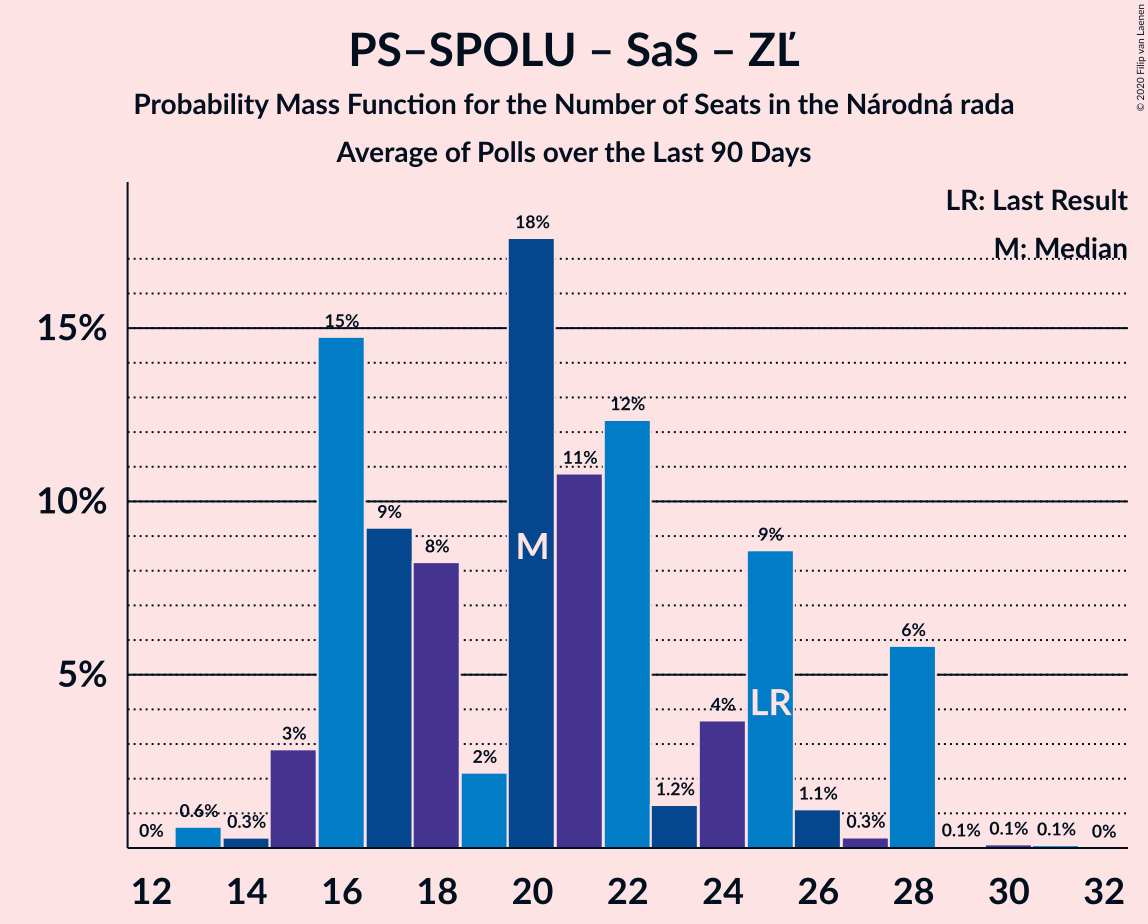 PS–SPOLU – SaS – ZĽ
Probability Mass Function for the Number of Seats in the Národná rada
Average of Polls over the Last 90 Days
© 2020 Filip van Laenen
LR: Last Result
M: Median
15%
10%
5%
0%
0.6%
0.3%
3%
15%
9%
8%
2%
18%
11%
12%
1.2%
4%
9%
1.1%
0.3%
6%
0.1%
0.1%
0.1%
0%
M
LR
12 14 16 18 20 22 24 26 28 30 32